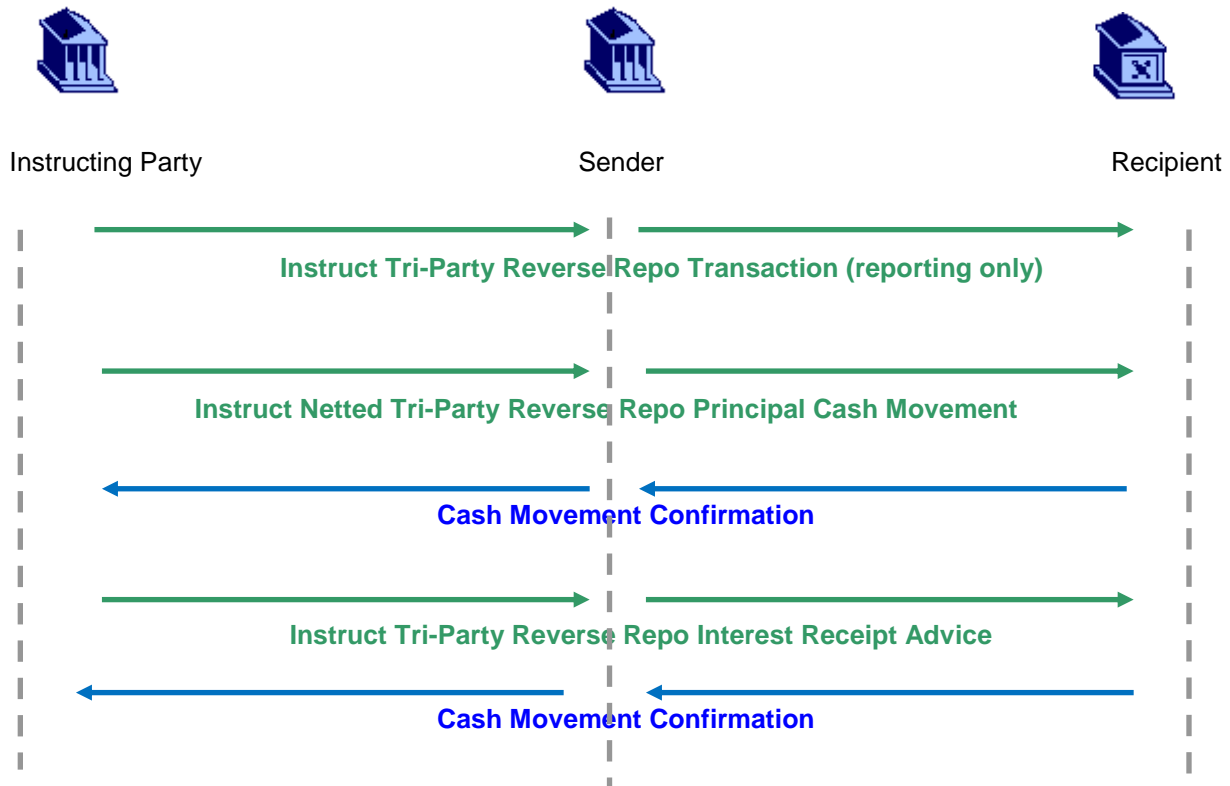 Instructing Party
Sender
Recipient
Instruct Tri-Party Reverse Repo Transaction (reporting only)
Instruct Netted Tri-Party Reverse Repo Principal Cash Movement
Cash Movement Confirmation
Instruct Tri-Party Reverse Repo Interest Receipt Advice
Cash Movement Confirmation